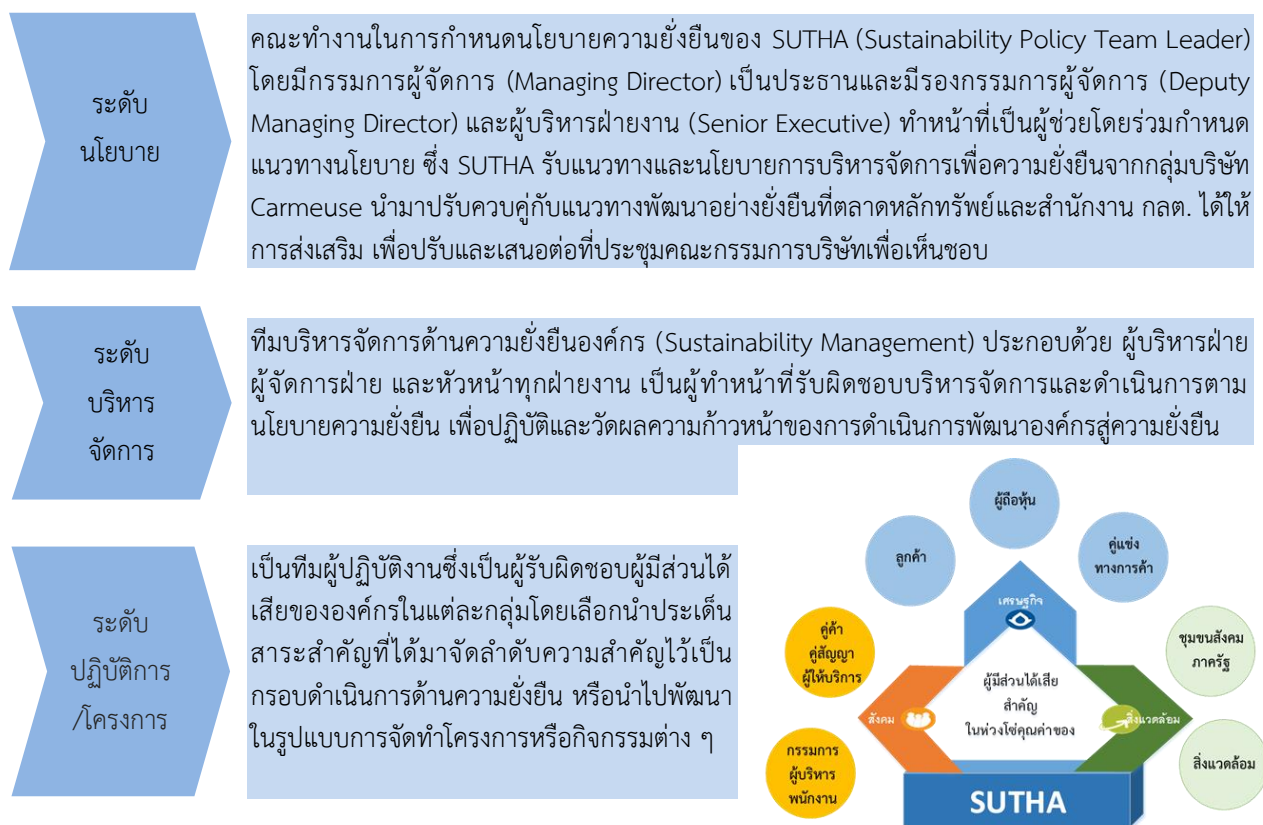 ระดับ
นโยบาย
คณะทำงานในการกำหนดนโยบายความยั่งยืนของ SUTHA (Sustainability Policy Team Leader)
โดยมีกรรมการผู้จัดการ (Managing Director) เป็นประธานและมีรองกรรมการผู้จัดการ (Deputy
Managing Director) และผู้บริหารฝ่ายงาน (Senior Executive) ทำหน้าที่เป็นผู้ช่วยโดยร่วมกำหนด
แนวทางนโยบาย ซึ่ง SUTHA รับแนวทางและนโยบายการบริหารจัดการเพื่อความยั่งยืนจากกลุ่มบริษัท
Carmeuse นำมาปรับควบคู่กับแนวทางพัฒนาอย่างยั่งยืนที่ตลาดหลักทรัพย์และสำนักงาน กลต. ได้ให้
การส่งเสริม เพื่อปรับและเสนอต่อที่ประชุมคณะกรรมการบริษัทเพื่อเห็นชอบ
ระดับ
บริหาร
จัดการ
ทีมบริหารจัดการด้านความยั่งยืนองค์กร (Sustainability Management) ประกอบด้วย ผู้บริหารฝ่าย
ผู้จัดการฝ่าย และหัวหน้าทุกฝ่ายงาน เป็นผู้ทำหน้าที่รับผิดชอบบริหารจัดการและดำเนินการตาม
นโยบายความยั่งยืน เพื่อปฏิบัติและวัดผลความก้าวหน้าของการดำเนินการพัฒนาองค์กรสู่ความยั่งยืน
ระดับ
ปฏิบัติการ
/โครงการ
เป็นทีมผู้ปฏิบัติงานซึ่งเป็นผู้รับผิดชอบผู้มีส่วนได้
เสียขององค์กรในแต่ละกลุ่มโดยเลือกนำประเด็น
สาระสำคัญที่ได้มาจัดลำดับความสำคัญไว้เป็น
กรอบดำเนินการด้านความยั่งยืน หรือนำไปพัฒนา
ในรูปแบบการจัดทำโครงการหรือกิจกรรมต่าง ๆ
ผู้ถือหุ้น
ลูกค้า
คู่แข่ง
ทางการค้า
เศรษฐกิจ
คู่ค้า
คู่สัญญา
ผู้ให้บริการ
ชุมชนสังคม
ภาครัฐ
ผู้มีส่วนได้เสีย
สำคัญ
ในห่วงโซ่คุณค่าของ
สังคม
สิ่งแวดล้อม
กรรมการ
ผู้บริหาร
พนักงาน
สิ่งแวดล้อม
SUTHA